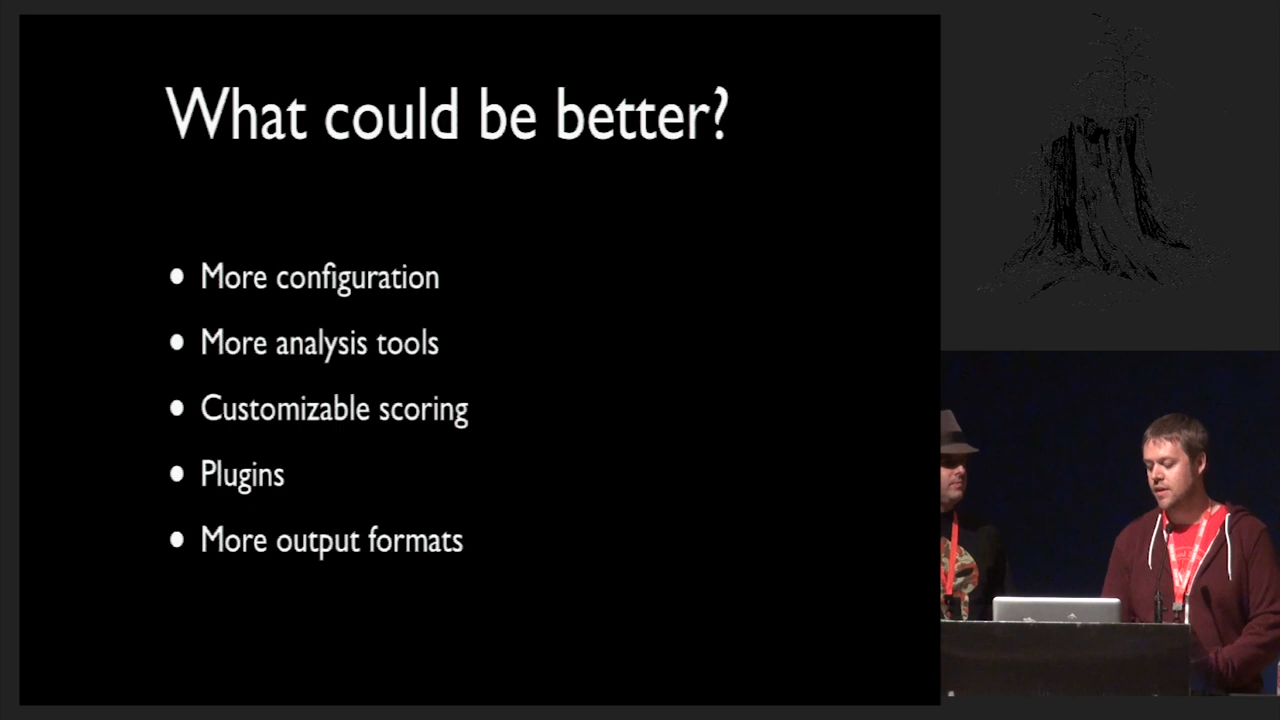 What could be better?
• More configuration
• More analysis tools
• Customizable scoring
• Plugins
• More output formats